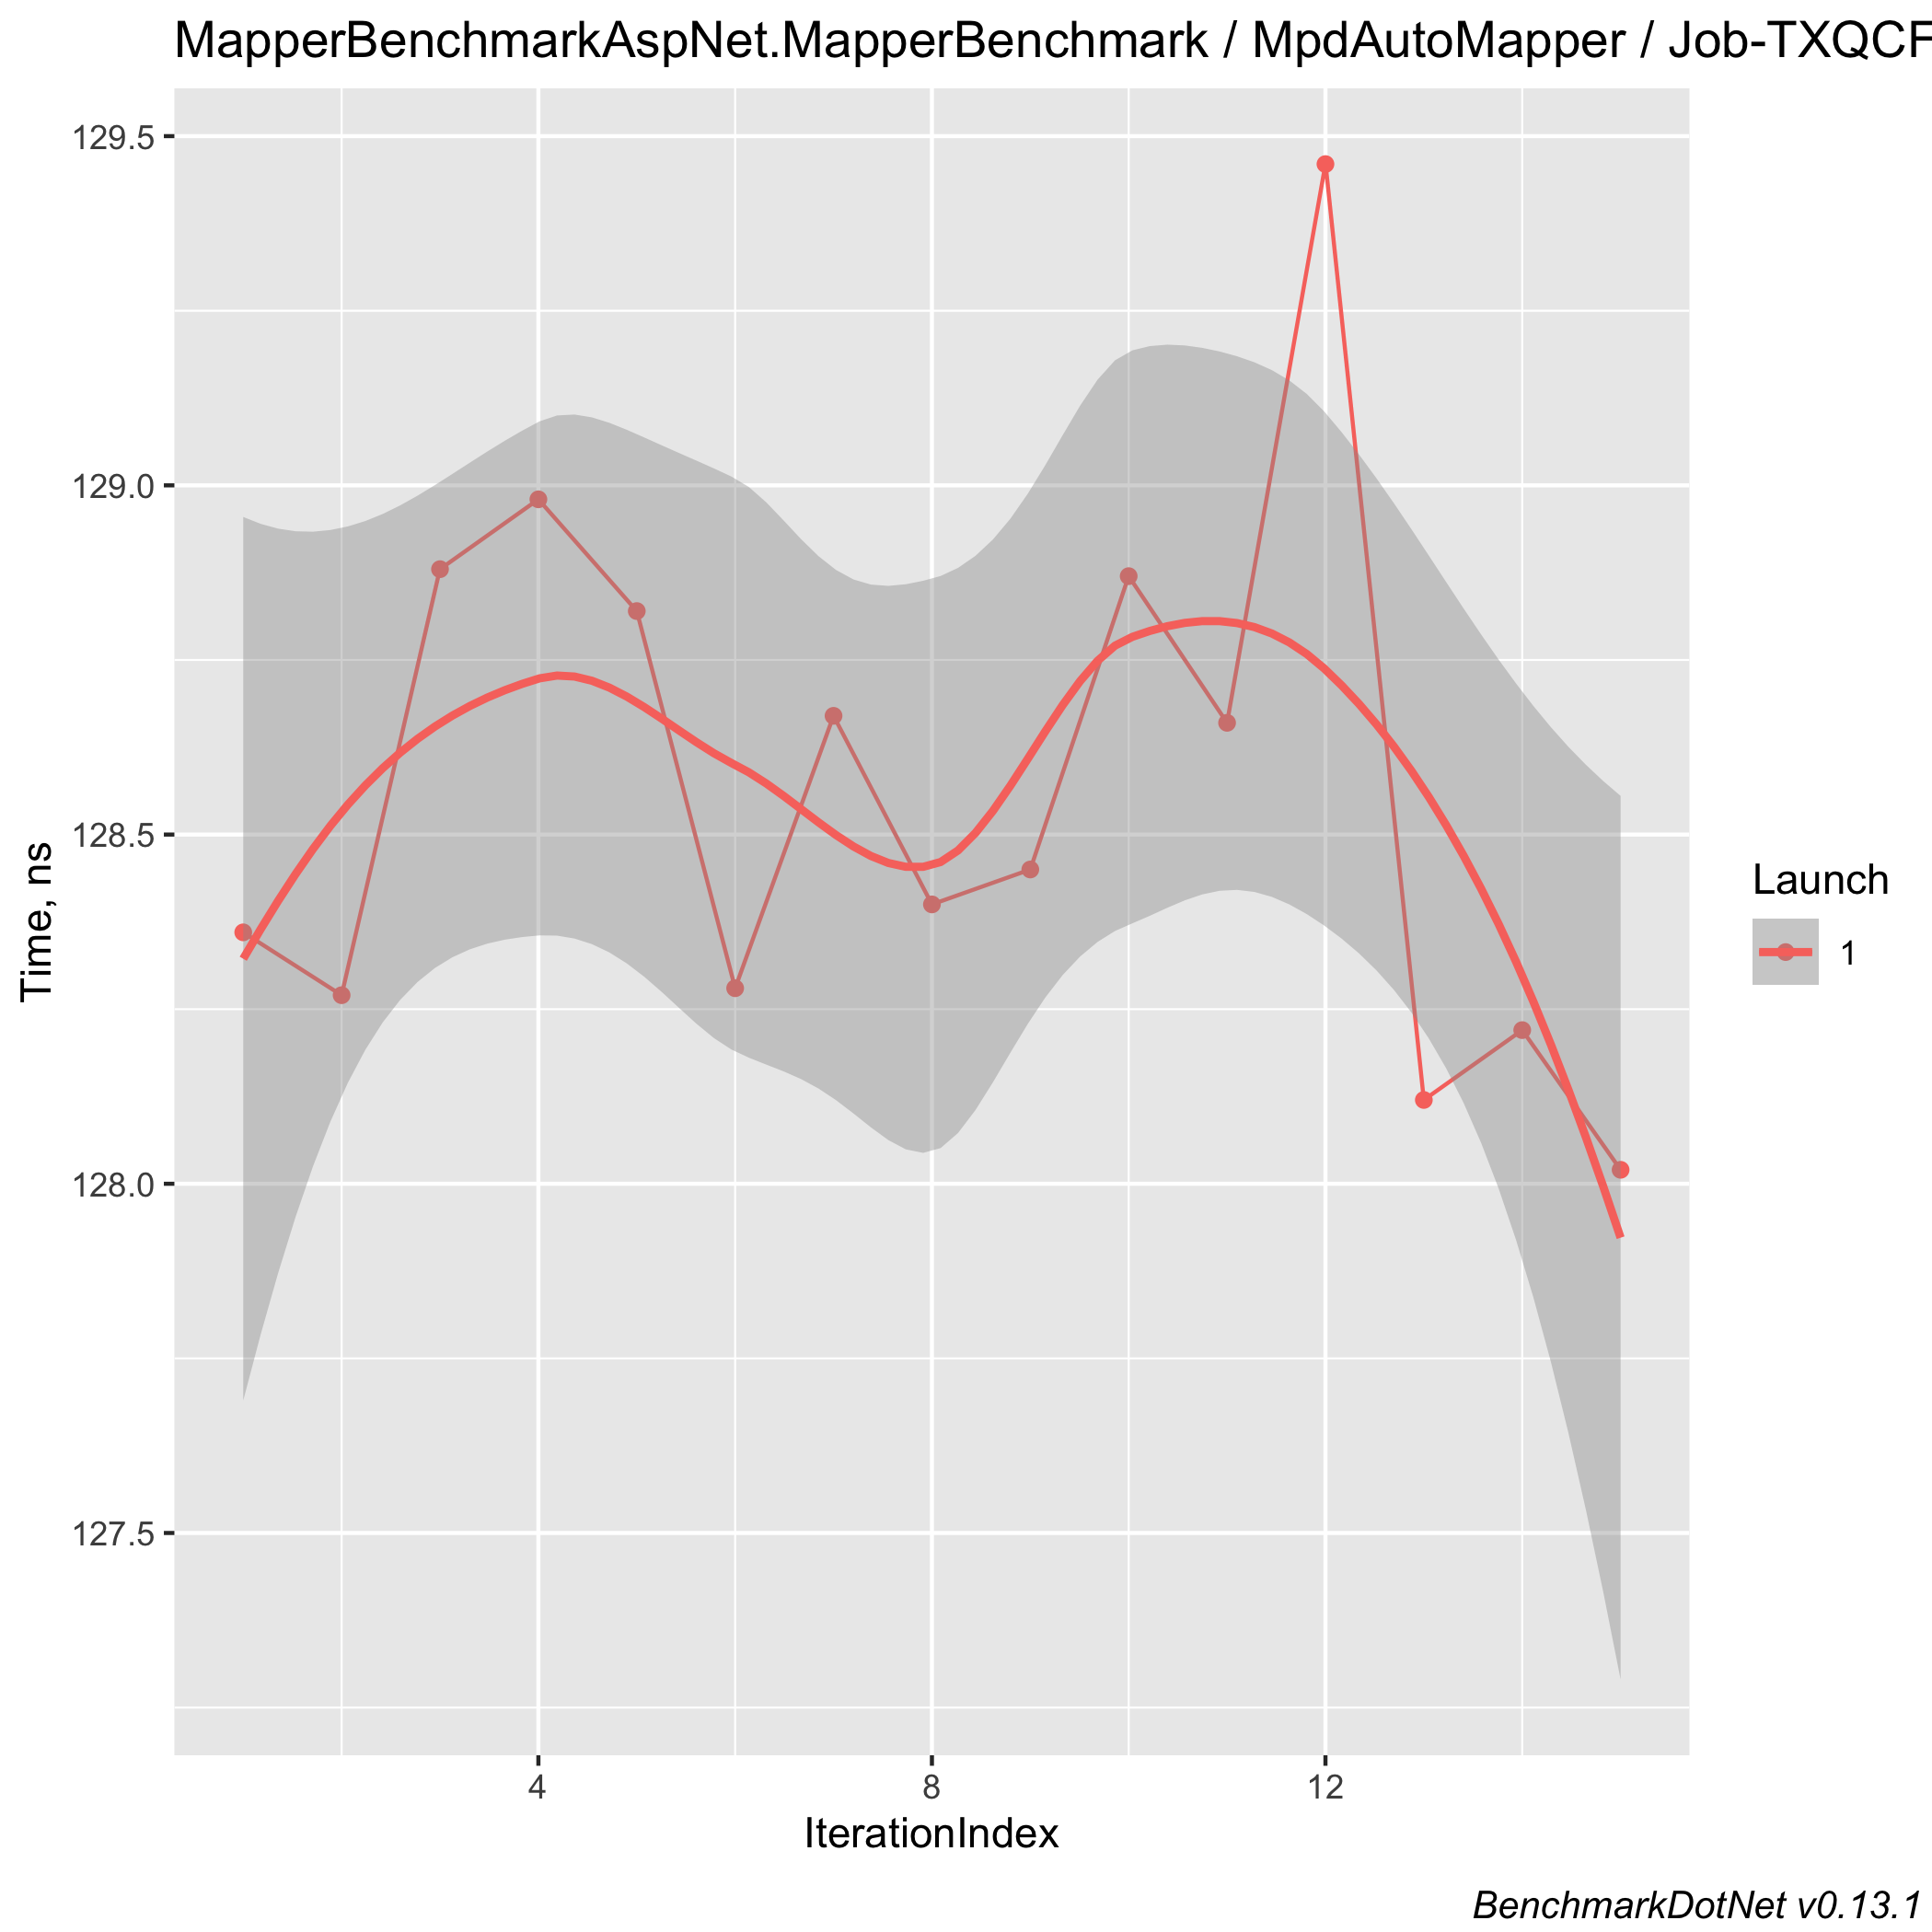 MapperBenchmarkAspNet.MapperBenchmark / MpdAutoMapper / Job-TXQCF
129.5
129.0
128.5
128.0
127.5
Time, ns
4 8 12
IterationIndex
Launch
1
BenchmarkDotNet v0.13.1